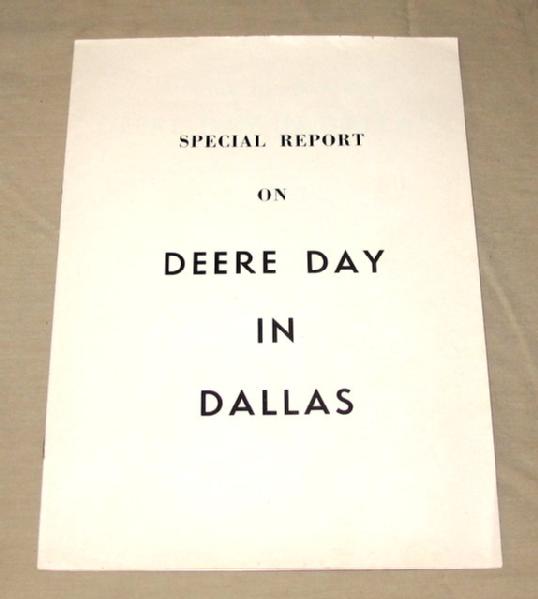 SPECIAL REPORT
ON
DEERE DAY
IN
DALLAS